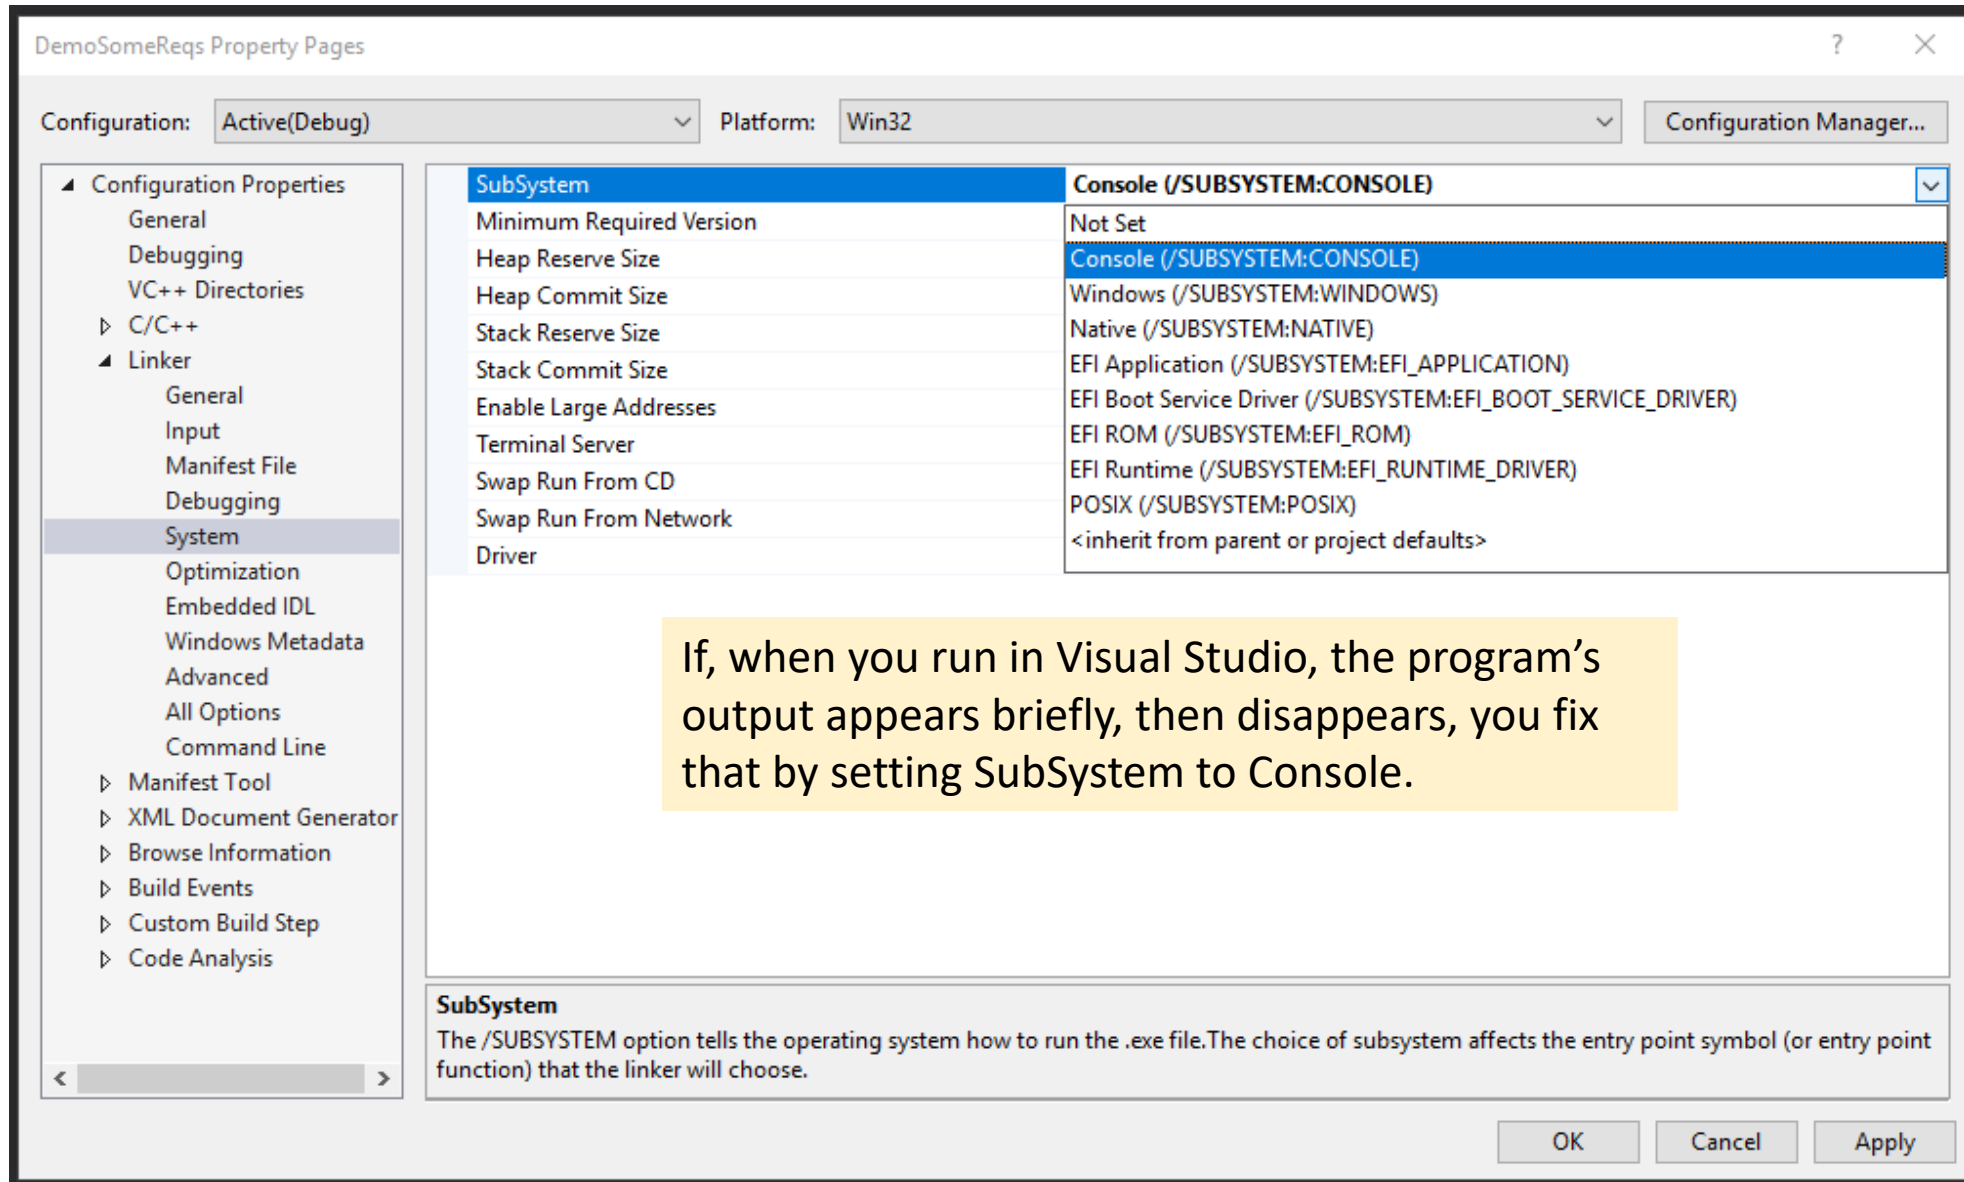 DemoSomeReqs Property Pages
?
Configuration: Active(Debug) Platform: Win32 Configuration Manager...
Configuration Properties
General
Debugging
VC++ Directories
C/C++
Linker
General
Input
Manifest File
Debugging
System
Optimization
Embedded IDL
Windows Metadata
Advanced
All Options
Command Line
Manifest Tool
XML Document Generator
Browse Information
Build Events
Custom Build Step
Code Analysis
SubSystem Console (/SUBSYSTEM:CONSOLE)
Minimum Required Version
Heap Reserve Size
Heap Commit Size
Stack Reserve Size
Stack Commit Size
Enable Large Addresses
Terminal Server
Swap Run From CD
Swap Run From Network
Driver
Not Set
Console (/SUBSYSTEM:CONSOLE)
Windows (/SUBSYSTEM:WINDOWS)
Native (/SUBSYSTEM:NATIVE)
EFI Application (/SUBSYSTEM:EFI_APPLICATION)
EFI Boot Service Driver (/SUBSYSTEM:EFI_BOOT_SERVICE_DRIVER)
EFI ROM (/SUBSYSTEM:EFI_ROM)
EFI Runtime (/SUBSYSTEM:EFI_RUNTIME_DRIVER)
POSIX (/SUBSYSTEM:POSIX)
<inherit from parent or project defaults>
If, when you run in Visual Studio, the program’s
output appears briefly, then disappears, you fix
that by setting SubSystem to Console.
SubSystem
The /SUBSYSTEM option tells the operating system how to run the .exe file.The choice of subsystem affects the entry point symbol (or entry point
function) that the linker will choose.
OK Cancel Apply